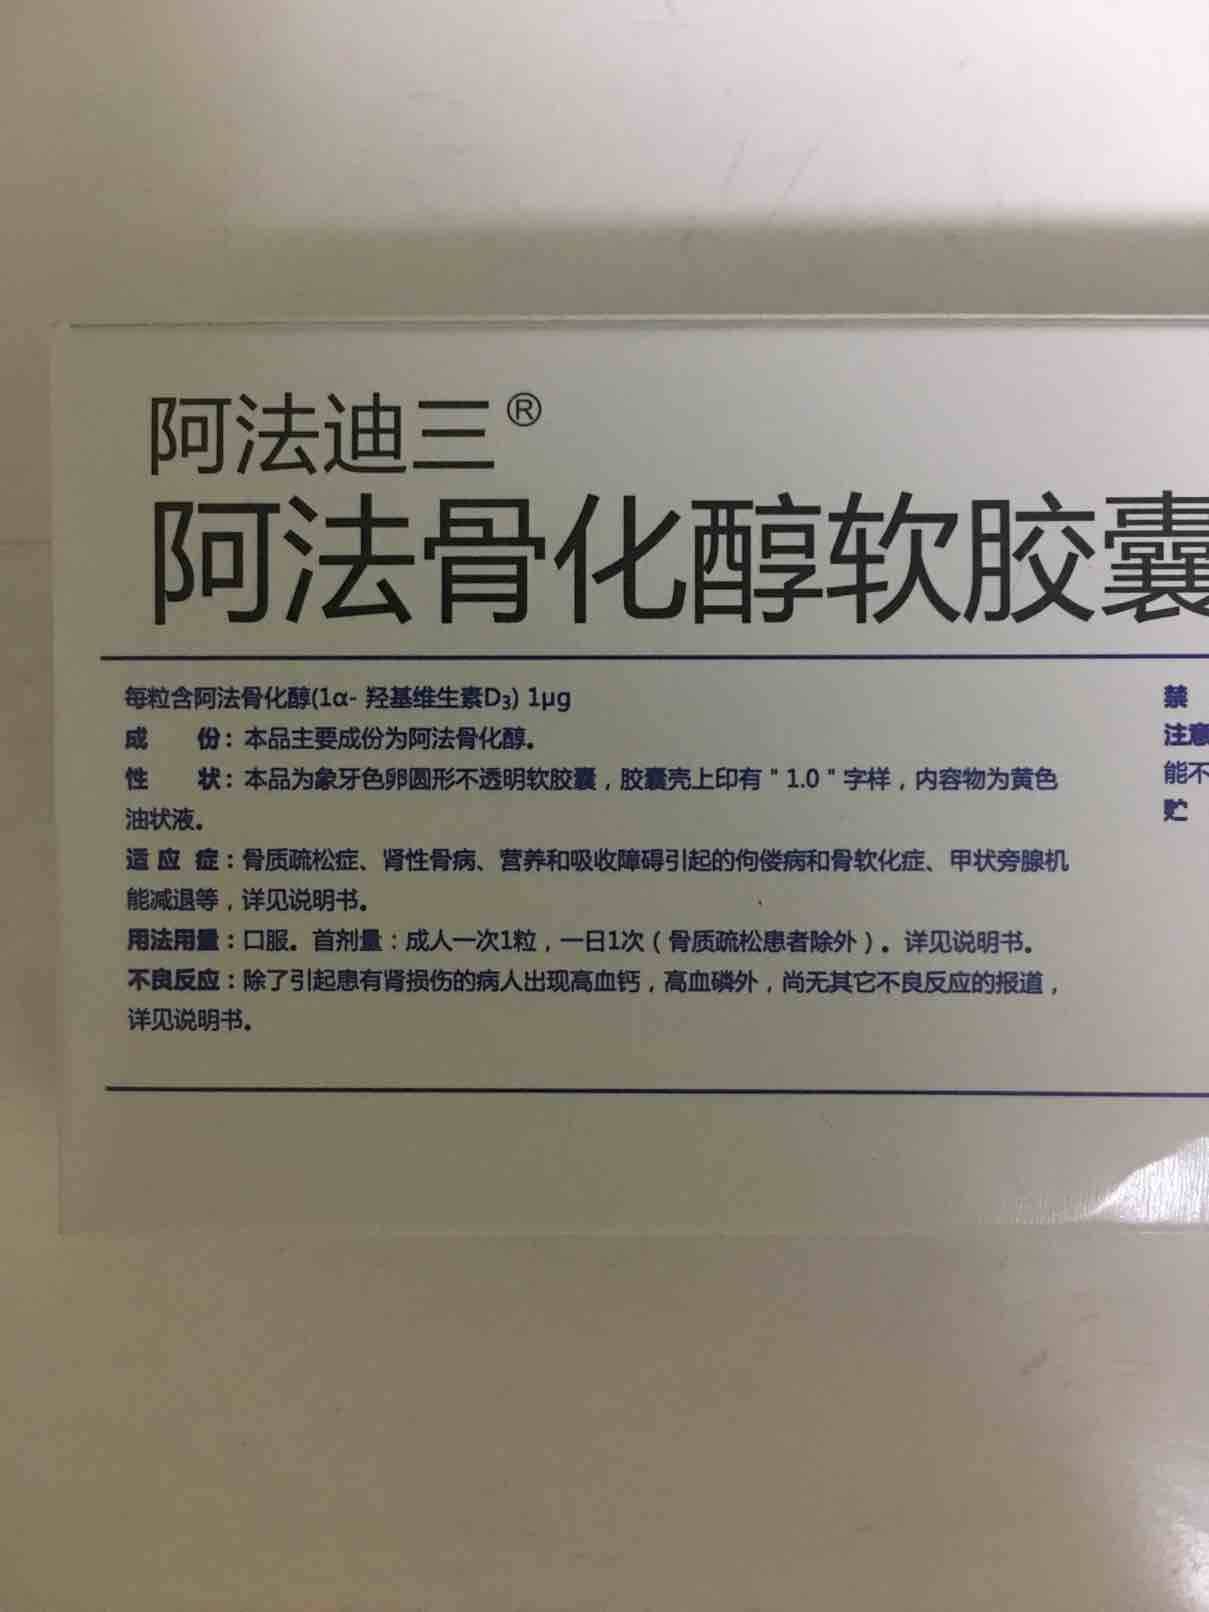 阿法迪三®
阿法骨化醇软胶囊
每粒含阿法骨化醇(1α- 羟基维生素D₃) 1μg
成 份：本品主要成份为阿法骨化醇。
性 状：本品为象牙色卵圆形不透明软胶囊，胶囊壳上印有"1.0"字样，内容物为黄色
油状液。
适 应 症：骨质疏松症、肾性骨病、营养和吸收障碍引起的佝偻病和骨软化症、甲状旁腺机
能减退等，详见说明书。
用法用量：口服。首剂量：成人一次1粒，一日1次（骨质疏松患者除外）。详见说明书。
不良反应：除了引起患有肾损伤的病人出现高血钙，高血磷外，尚无其它不良反应的报道，
详见说明书。
禁
注意
能不
贮